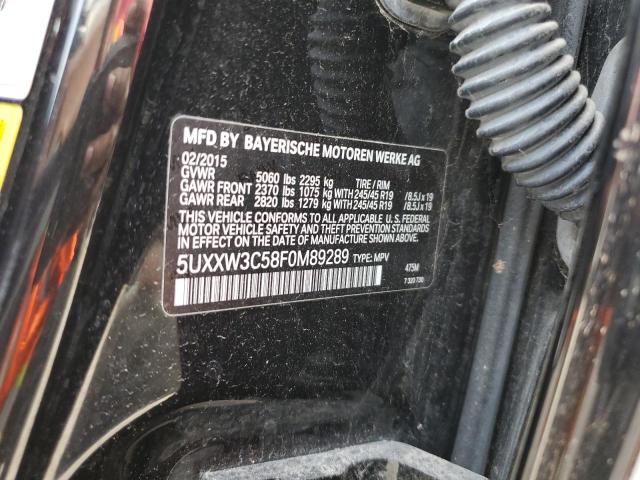 MFD BY BAYERISCHE MOTOREN WERKE AG
02/2015
GVWR 5060 lbs 2295 kg TIRE / RIM
GAWR FRONT 2370 lbs 1075 kg WITH 245/45 R19 / 8.5J x 19
GAWR REAR 2820 lbs 1279 kg WITH 245/45 R19 / 8.5J x 19
THIS VEHICLE CONFORMS TO ALL APPLICABLE U. S. FEDERAL
MOTOR VEHICLE SAFETY, AND THEFT PREVENTION STANDARDS
IN EFFECT ON THE DATE OF MANUFACTURE SHOWN ABOVE.
5UXXW3C58F0M89289 TYPE: MPV 475M